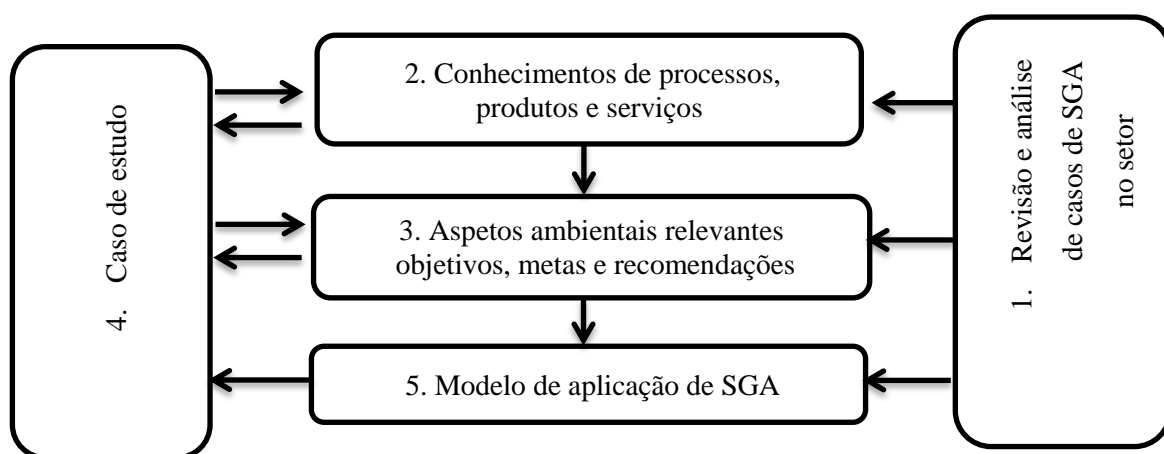 4. Caso de estudo
2. Conhecimentos de processos,
produtos e serviços
3. Aspetos ambientais relevantes
objetivos, metas e recomendações
5. Modelo de aplicação de SGA
1. Revisão e análise
de casos de SGA
no setor